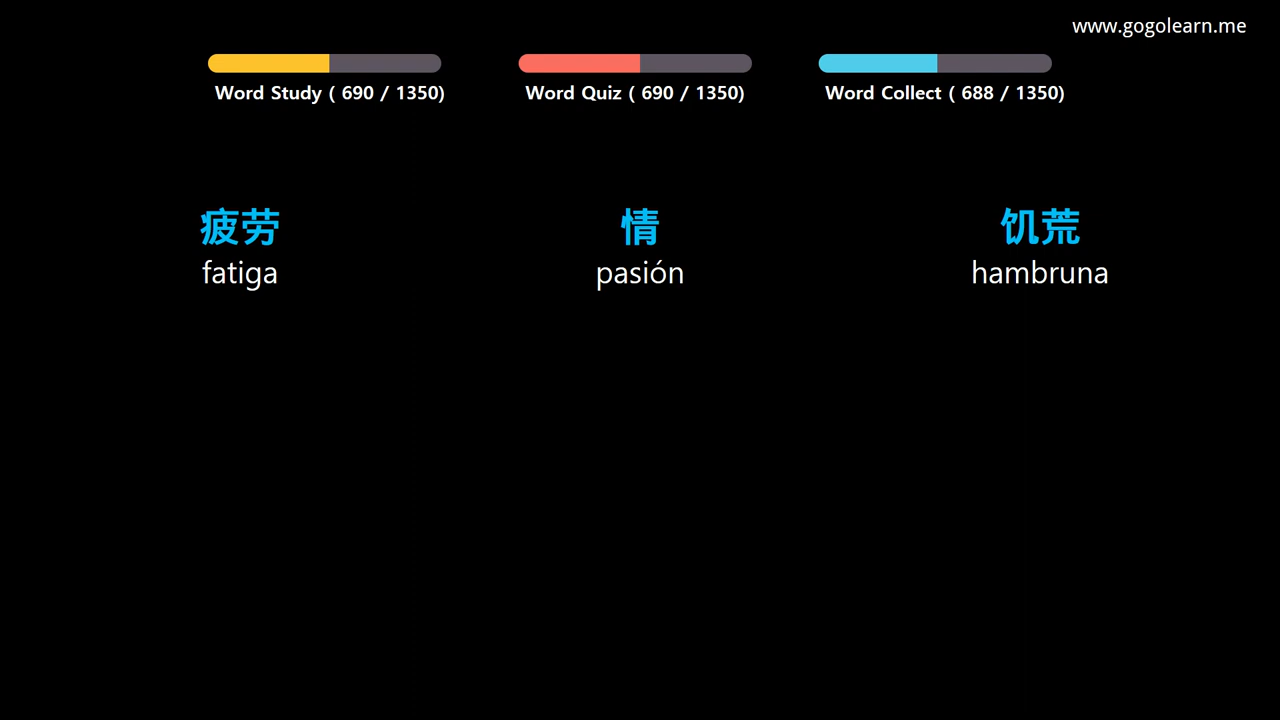 www.gogolearn.me
Word Study ( 690 / 1350)
Word Quiz ( 690 / 1350)
Word Collect ( 688 / 1350)
疲劳
fatiga
情
pasión
饥荒
hambruna